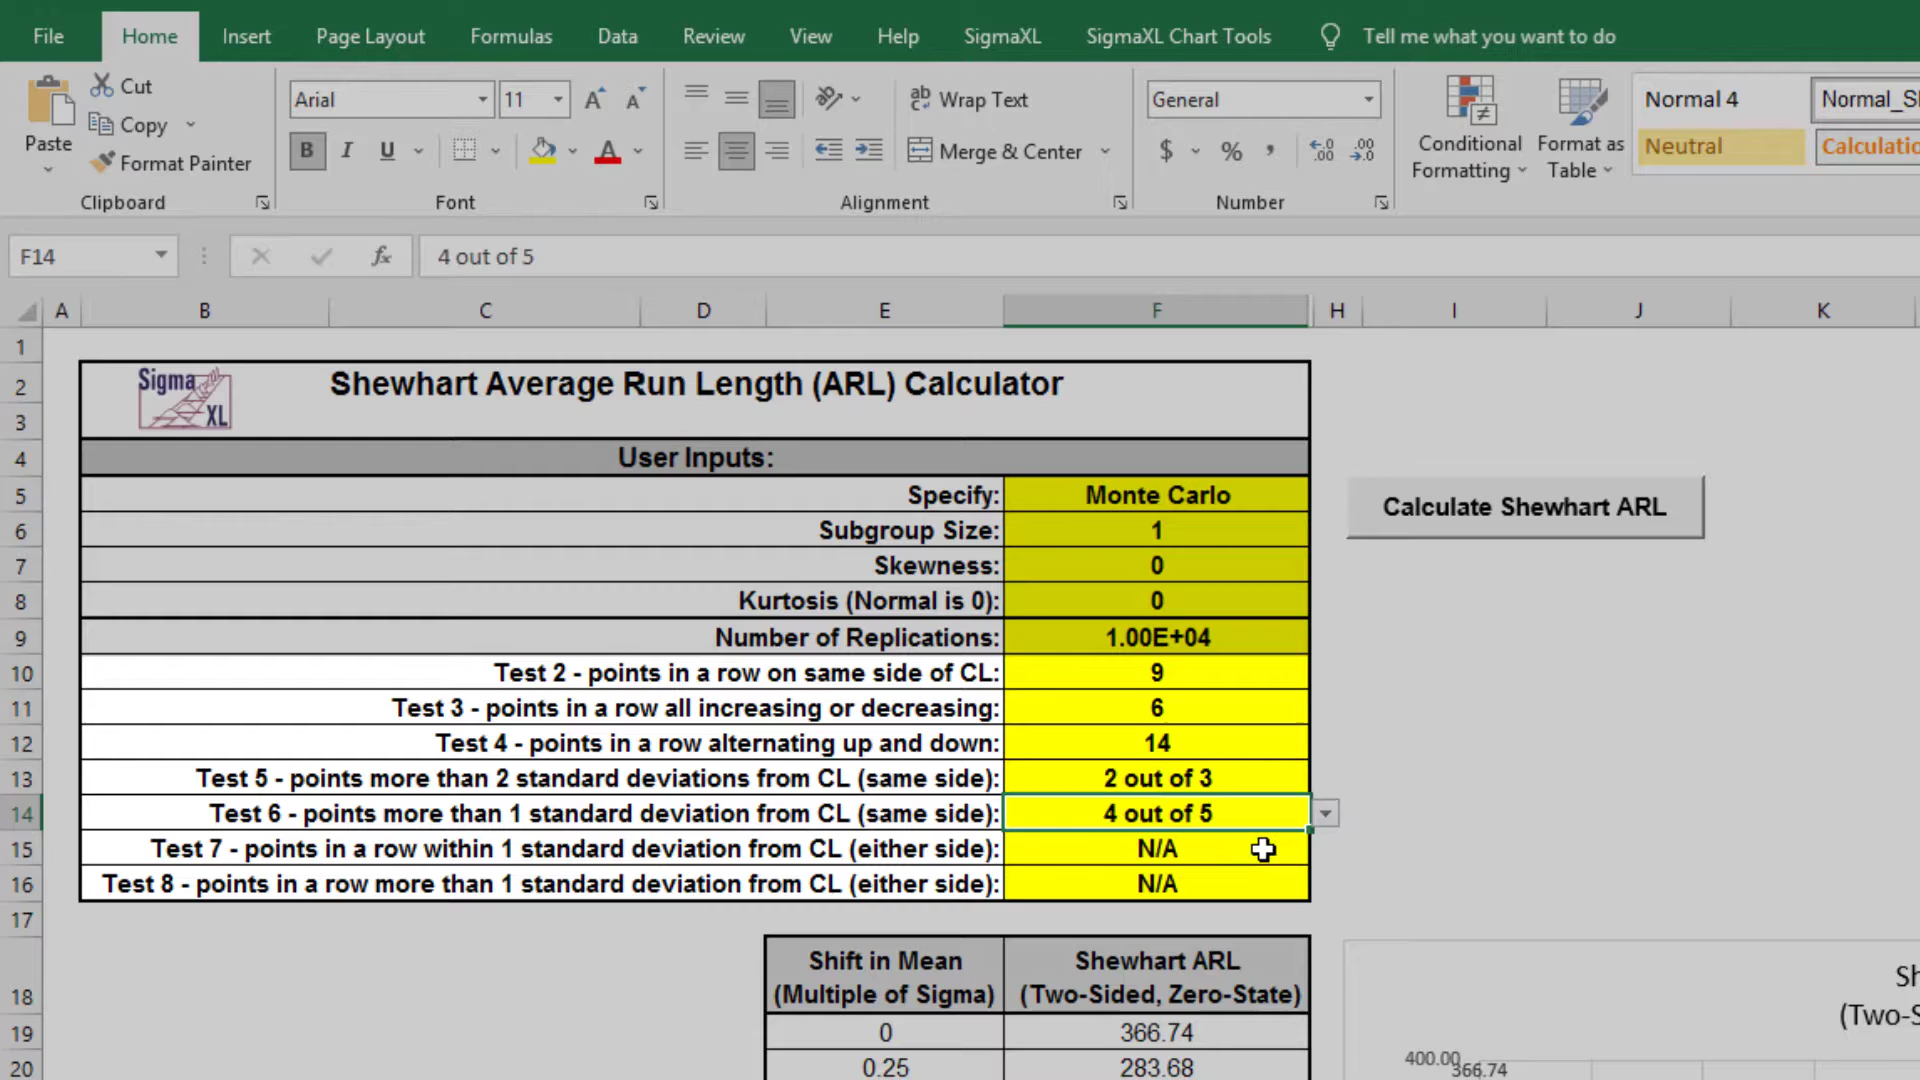 File Home Insert Page Layout Formulas Data Review View Help SigmaXL SigmaXL Chart Tools Tell me what you want to do
Paste
Cut
Copy
Format Painter
Clipboard
Arial 11
B I U
Font
Wrap Text
Merge & Center
Alignment
General
$ % ,
Number
Conditional Formatting
Format as Table
Normal 4
Neutral
F14 fx 4 out of 5
A B C D E F H I J K
1
2 Sigma XL Shewhart Average Run Length (ARL) Calculator
3
4 User Inputs:
5 Specify: Monte Carlo Calculate Shewhart ARL
6 Subgroup Size: 1
7 Skewness: 0
8 Kurtosis (Normal is 0): 0
9 Number of Replications: 1.00E+04
10 Test 2 - points in a row on same side of CL: 9
11 Test 3 - points in a row all increasing or decreasing: 6
12 Test 4 - points in a row alternating up and down: 14
13 Test 5 - points more than 2 standard deviations from CL (same side): 2 out of 3
14 Test 6 - points more than 1 standard deviation from CL (same side): 4 out of 5
15 Test 7 - points in a row within 1 standard deviation from CL (either side): N/A
16 Test 8 - points in a row more than 1 standard deviation from CL (either side): N/A
17
Shift in Mean Shewhart ARL
18 (Multiple of Sigma) (Two-Sided, Zero-State)
19 0 366.74
20 0.25 283.68
400.00
366.74